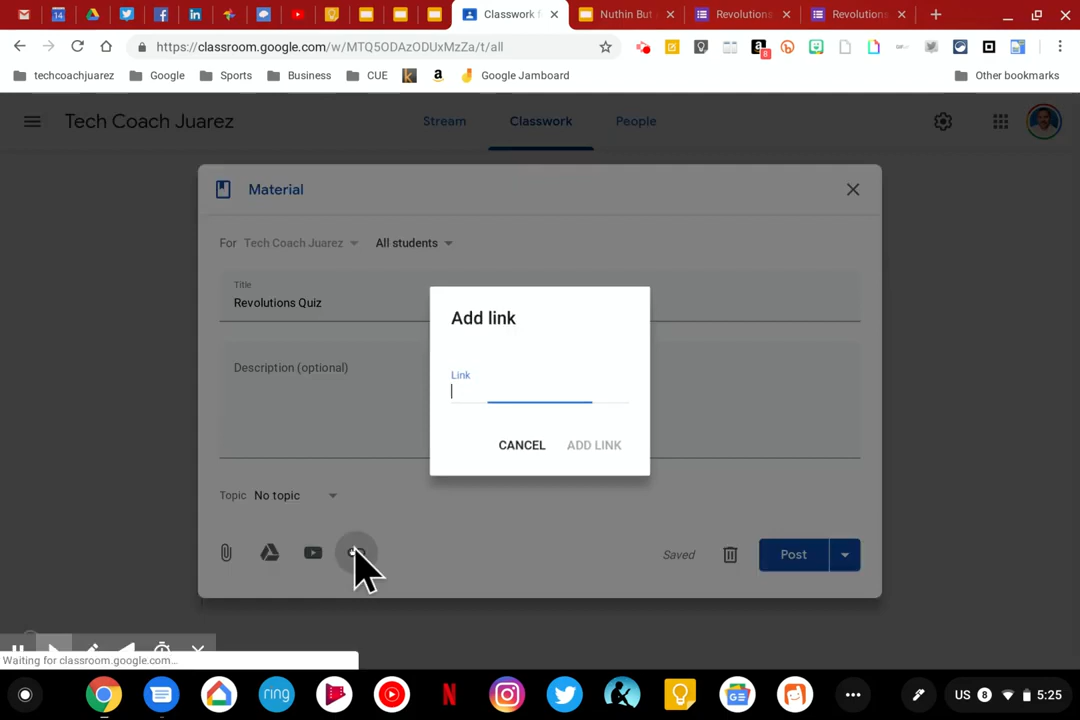 Classwork f
Nuthin But
Revolutions
Revolutions
https://classroom.google.com/w/MTQ5ODAzODUxMzZa/t/all
8
techcoachjuarez
Google
Sports
Business
CUE
Google Jamboard
Other bookmarks
Tech Coach Juarez
Stream
Classwork
People
Material
For Tech Coach Juarez All students
Title
Revolutions Quiz
Description (optional)
Add link
Link
CANCEL
ADD LINK
Topic No topic
Saved
Post
Waiting for classroom.google.com...
ring
US 8 5:25